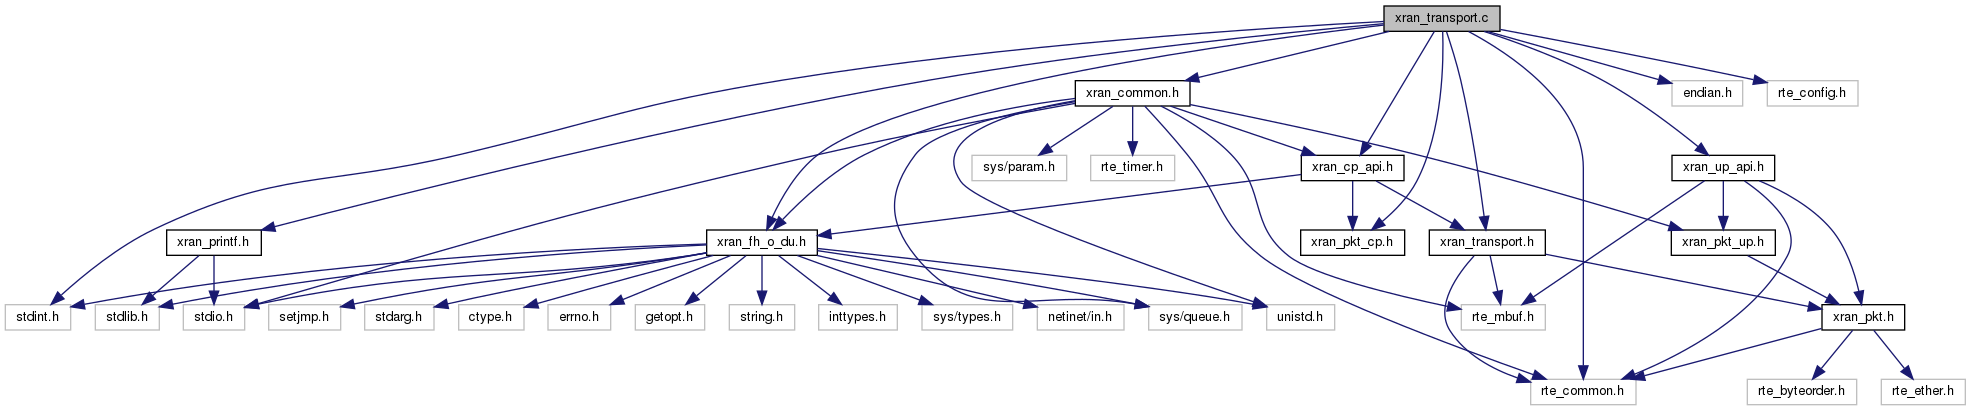 xran_transport.c
xran_common.h
endian.h
rte_config.h
sys/param.h
rte_timer.h
xran_cp_api.h
xran_up_api.h
xran_printf.h
xran_fh_o_du.h
xran_pkt_cp.h
xran_transport.h
xran_pkt_up.h
stdint.h
stdlib.h
stdio.h
setjmp.h
stdarg.h
ctype.h
errno.h
getopt.h
string.h
inttypes.h
sys/types.h
netinet/in.h
sys/queue.h
unistd.h
rte_mbuf.h
xran_pkt.h
rte_common.h
rte_byteorder.h
rte_ether.h